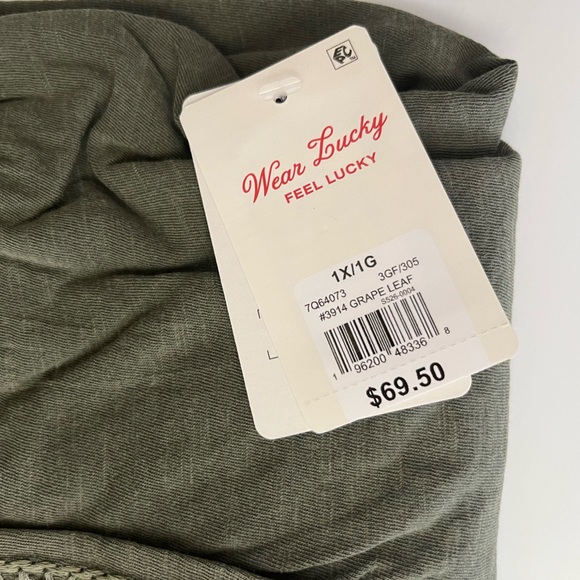 Wear Lucky
FEEL LUCKY
1X/1G
7Q64073 3GF/305
#3914 GRAPE LEAF
S526-0004
1 96200 48336 8
$69.50